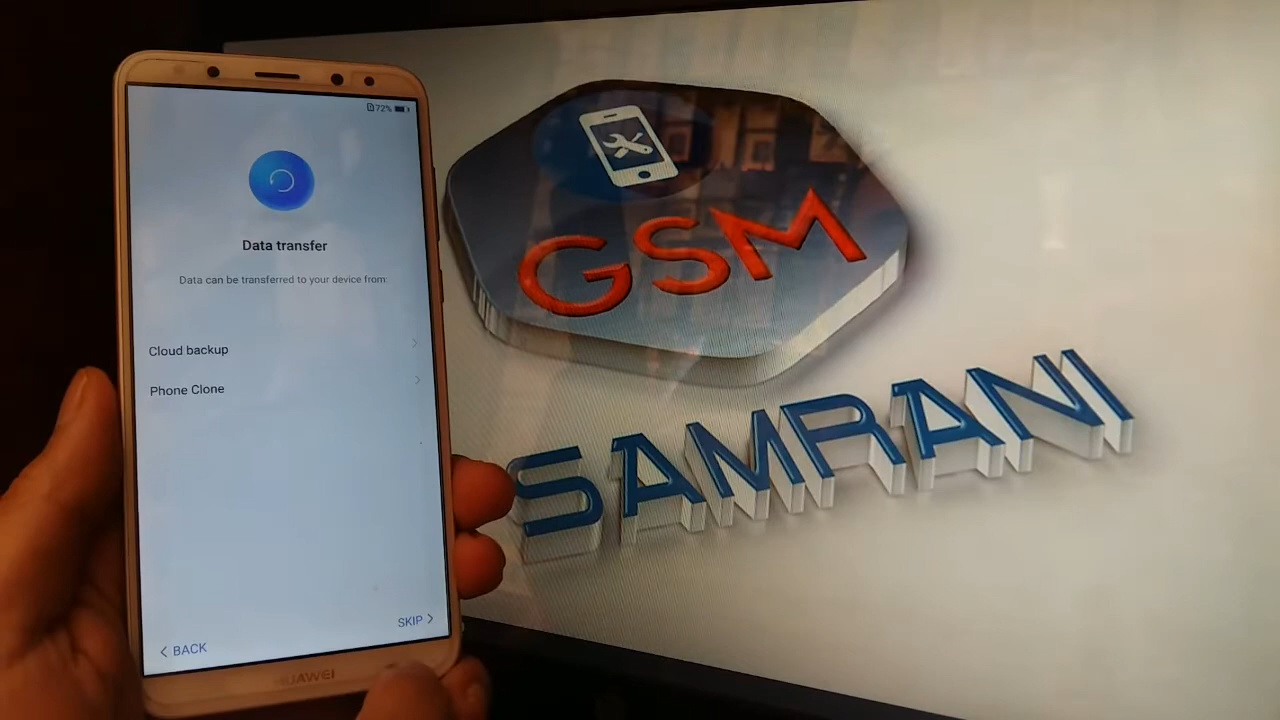 72%
Data transfer
Data can be transferred to your device from:
Cloud backup
Phone Clone
SKIP
BACK
HUAWEI
GSM
SAMRANI